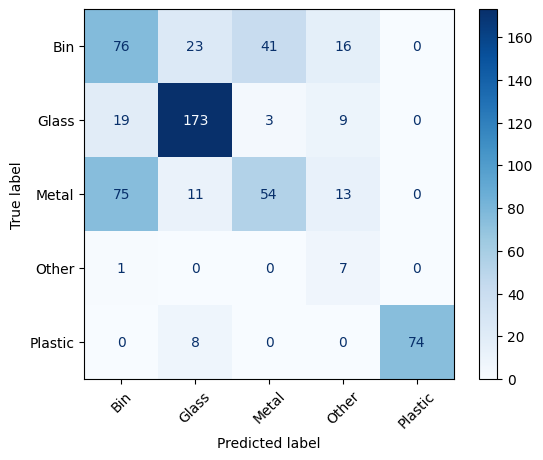 Bin 76 23 41 16 0
Glass 19 173 3 9 0
Metal 75 11 54 13 0
Other 1 0 0 7 0
Plastic 0 8 0 0 74
Bin Glass Metal Other Plastic
Predicted label
True label
160
140
120
100
80
60
40
20
0